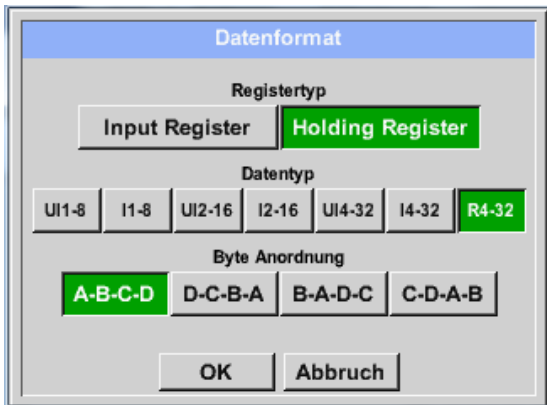 Datenformat
Registertyp
Input Register Holding Register
Datentyp
UI1-8 I1-8 UI2-16 I2-16 UI4-32 I4-32 R4-32
Byte Anordnung
A-B-C-D D-C-B-A B-A-D-C C-D-A-B
OK Abbruch